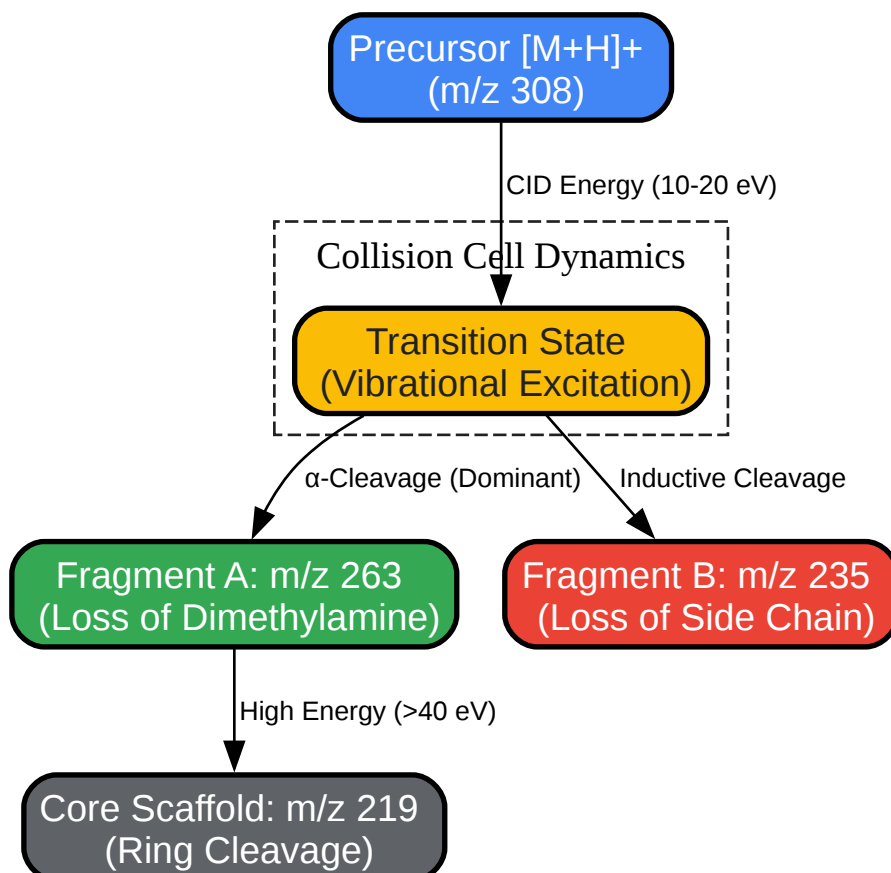 Precursor [M+H]+
(m/z 308)
CID Energy (10-20 eV)
Collision Cell Dynamics
Transition State
(Vibrational Excitation)
α-Cleavage (Dominant)
Inductive Cleavage
Fragment A: m/z 263
(Loss of Dimethylamine)
Fragment B: m/z 235
(Loss of Side Chain)
High Energy (>40 eV)
Core Scaffold: m/z 219
(Ring Cleavage)